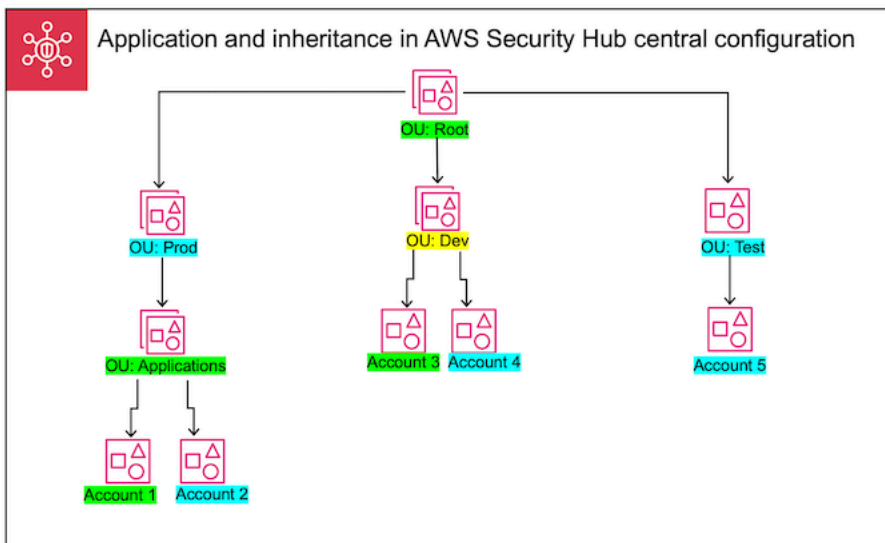 Application and inheritance in AWS Security Hub central configuration
OU: Root
OU: Prod
OU: Dev
OU: Test
OU: Applications
Account 3
Account 4
Account 5
Account 1
Account 2